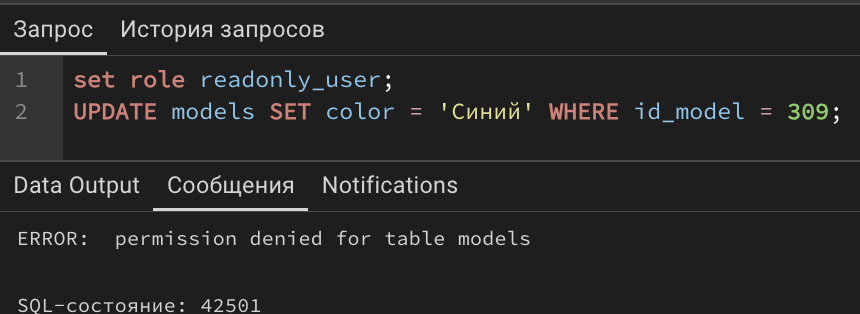 Запрос История запросов
1 set role readonly_user;
2 UPDATE models SET color = 'Синий' WHERE id_model = 309;
Data Output Сообщения Notifications
ERROR:  permission denied for table models
SQL-состояние: 42501